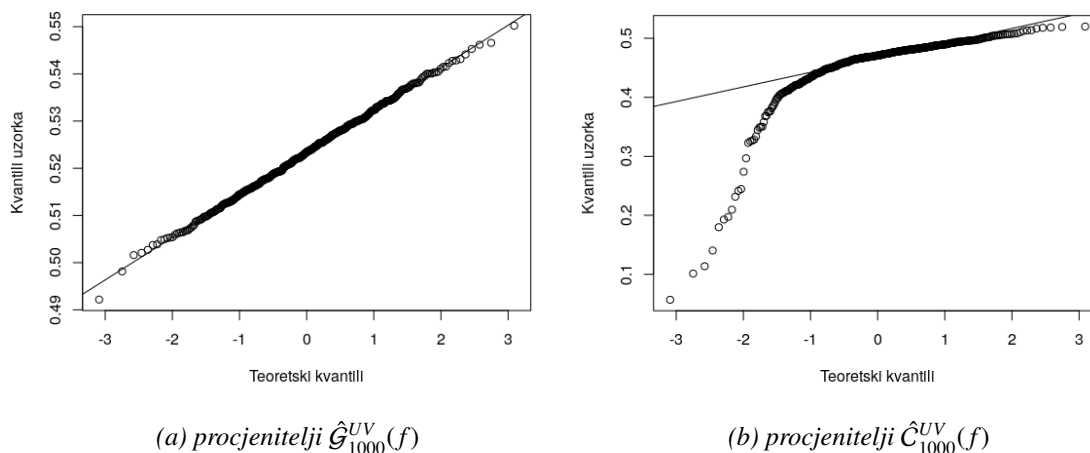 0.55
0.54
0.53
0.52
0.51
0.50
0.49
Kvantili uzorka
-3 -2 -1 0 1 2 3
Teoretski kvantili
(a) procjenitelji Ĝ^{UV}_{1000}(f)
0.5
0.4
0.3
0.2
0.1
Kvantili uzorka
-3 -2 -1 0 1 2 3
Teoretski kvantili
(b) procjenitelji Ĉ^{UV}_{1000}(f)